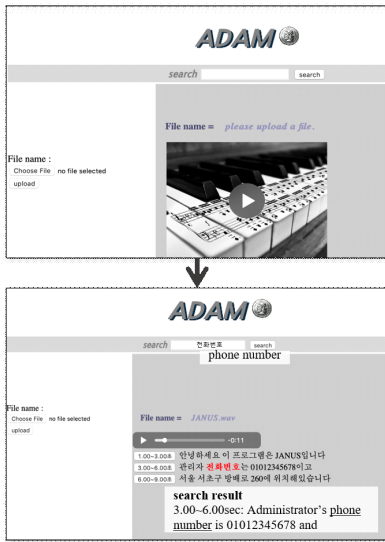 ADAM
search search
File name = please upload a file.
File name :
Choose File no file selected
upload
ADAM
search 전화번호 search
phone number
File name :
Choose File no file selected
upload
File name = JANUS.wav
-0:11
1.00~3.00초 안녕하세요 이 프로그램은 JANUS입니다
3.00~6.00초 관리자 전화번호는 01012345678이고
6.00~9.00초 서울 서초구 방배로 260에 위치해있습니다
search result
3.00~6.00sec: Administrator's phone
number is 01012345678 and